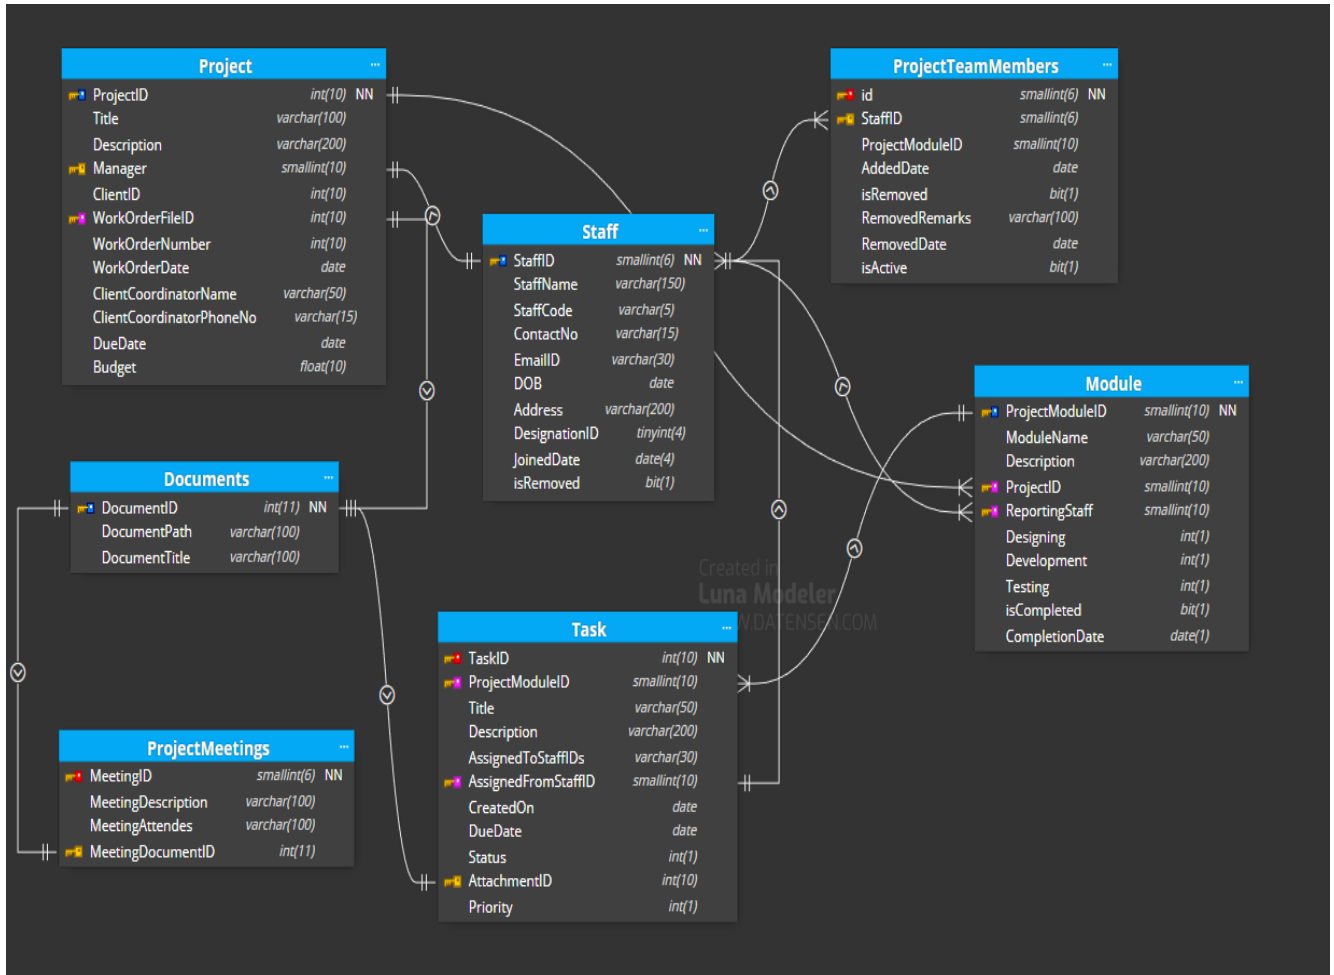 Project ...
ProjectID int(10) NN
Title varchar(100)
Description varchar(200)
Manager smallint(10)
ClientID int(10)
WorkOrderFileID int(10)
WorkOrderNumber int(10)
WorkOrderDate date
ClientCoordinatorName varchar(50)
ClientCoordinatorPhoneNo varchar(15)
DueDate date
Budget float(10)
Staff ...
StaffID smallint(6) NN
StaffName varchar(150)
StaffCode varchar(5)
ContactNo varchar(15)
EmailID varchar(30)
DOB date
Address varchar(200)
DesignationID tinyint(4)
JoinedDate date(4)
isRemoved bit(1)
ProjectTeamMembers ...
id smallint(6) NN
StaffID smallint(6)
ProjectModuleID smallint(10)
AddedDate date
isRemoved bit(1)
RemovedRemarks varchar(100)
RemovedDate date
isActive bit(1)
Module ...
ProjectModuleID smallint(10) NN
ModuleName varchar(50)
Description varchar(200)
ProjectID smallint(10)
ReportingStaff smallint(10)
Designing int(1)
Development int(1)
Testing int(1)
isCompleted bit(1)
CompletionDate date(1)
Documents ...
DocumentID int(11) NN
DocumentPath varchar(100)
DocumentTitle varchar(100)
Created in
Luna Modeler
W.DATENSEN.COM
Task ...
TaskID int(10) NN
ProjectModuleID smallint(10)
Title varchar(50)
Description varchar(200)
AssignedToStaffIDs varchar(30)
AssignedFromStaffID smallint(10)
CreatedOn date
DueDate date
Status int(1)
AttachmentID int(10)
Priority int(1)
ProjectMeetings ...
MeetingID smallint(6) NN
MeetingDescription varchar(100)
MeetingAttendes varchar(100)
MeetingDocumentID int(11)